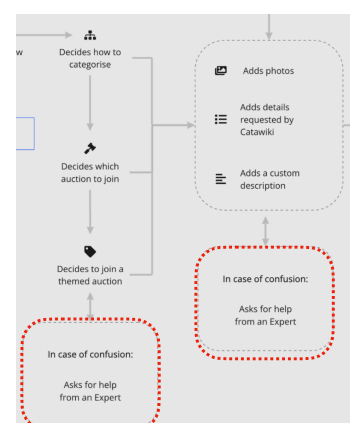 w
Decides how to
categorise
Decides which
auction to join
Decides to join a
themed auction
In case of confusion:
Asks for help
from an Expert
Adds photos
Adds details
requested by
Catawiki
Adds a custom
description
In case of confusion:
Asks for help
from an Expert